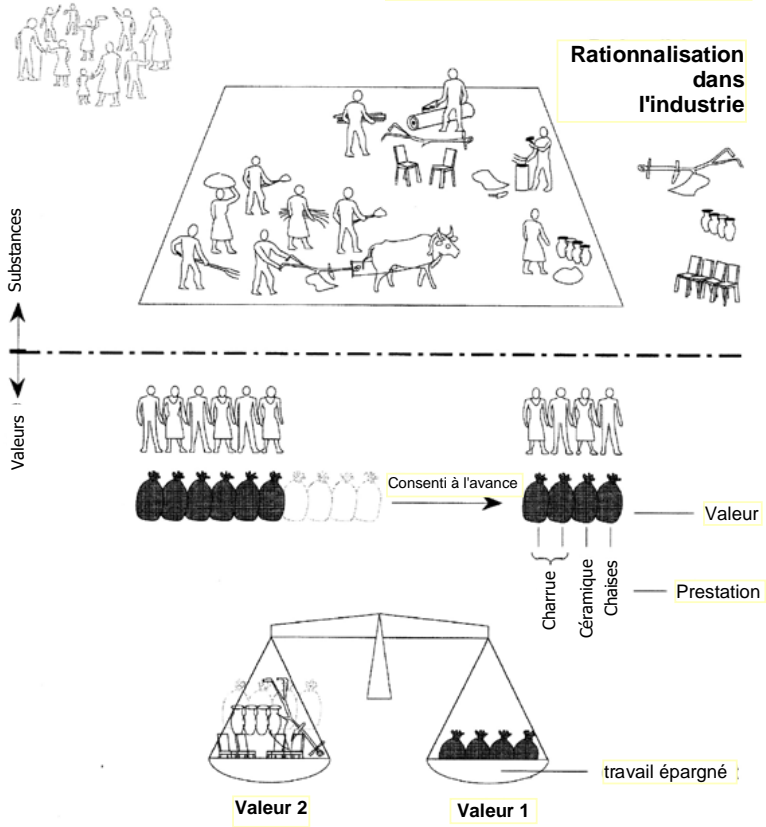 Rationnalisation
dans
l'industrie
Substances
Valeurs
Consenti à l'avance
Valeur
Charrue
Céramique
Chaises
Prestation
travail épargné
Valeur 2
Valeur 1